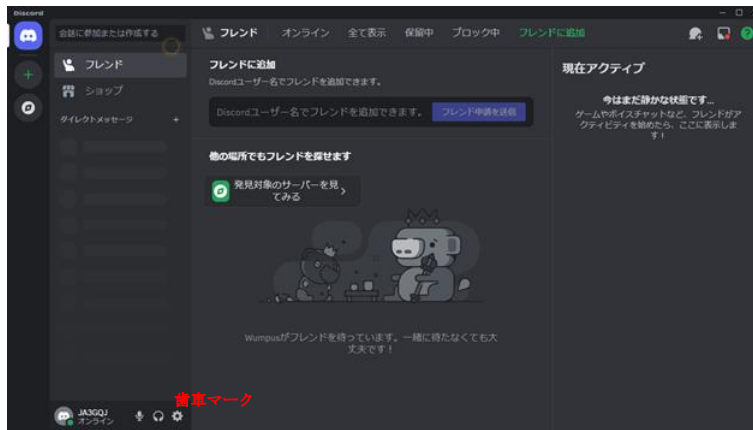 Discord
会話に参加または作成する
フレンド
オンライン
全て表示
保留中
ブロック中
フレンドに追加
フレンド
ショップ
ダイレクトメッセージ
+
フレンドに追加
Discordユーザー名でフレンドを追加できます。
Discordユーザー名でフレンドを追加できます。
フレンド申請を送信
他の場所でもフレンドを探せます
発見対象のサーバーを見
てみる
Wumpusがフレンドを待っています。一緒に待たなくても大
丈夫です！
現在アクティブ
今はまだ静かな状態です...
ゲームやボイスチャットなど、フレンドがア
クティビティを始めたら、ここに表示しま
す！
歯車マーク
JA3GQJ
オンライン